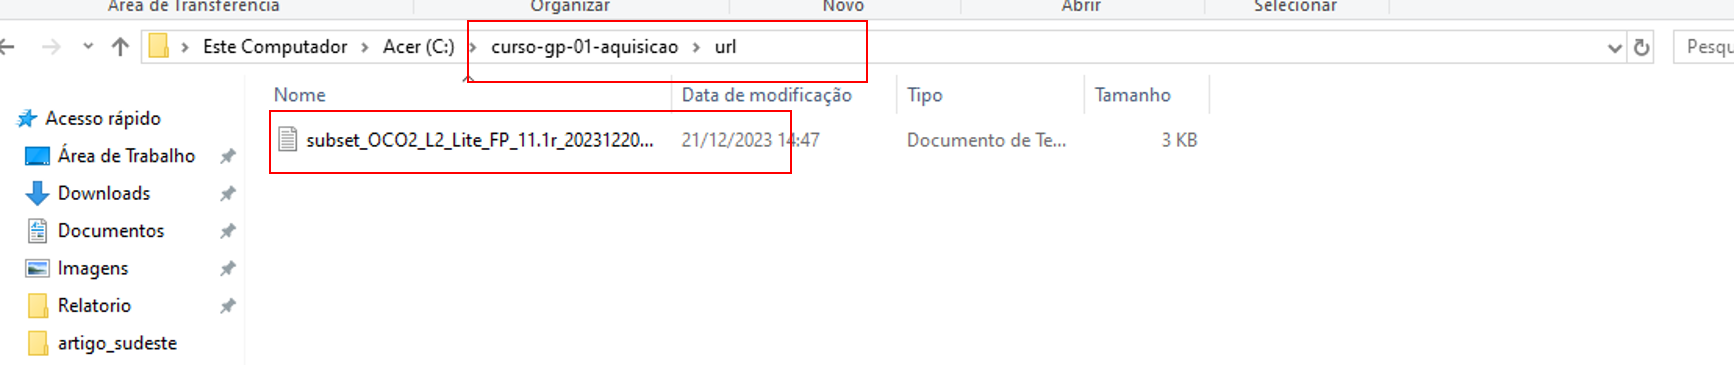 Área de Transferência Organizar Novo Abrir Selecionar
Este Computador > Acer (C:) > curso-gp-01-aquisicao > url Pesqu
Nome Data de modificação Tipo Tamanho
Acesso rápido
subset_OCO2_L2_Lite_FP_11.1r_20231220... 21/12/2023 14:47 Documento de Te... 3 KB
Área de Trabalho
Downloads
Documentos
Imagens
Relatorio
artigo_sudeste